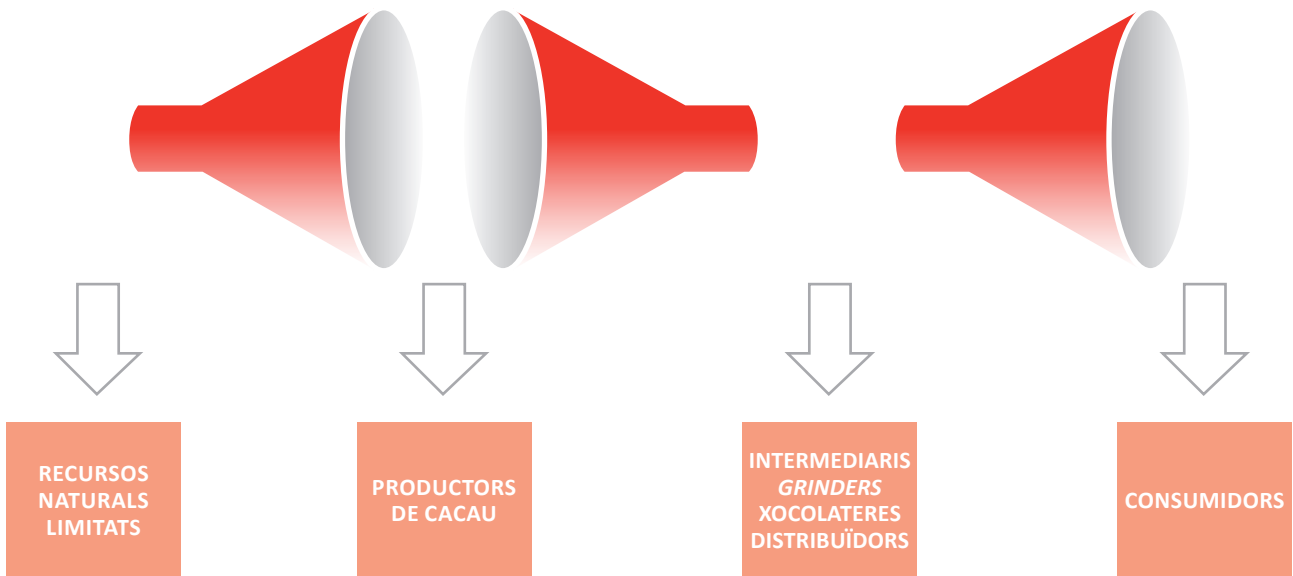 RECURSOS
NATURALS
LIMITATS
PRODUCTORS
DE CACAU
INTERMEDIARIS
GRINDERS
XOCOLATERES
DISTRIBUÏDORS
CONSUMIDORS